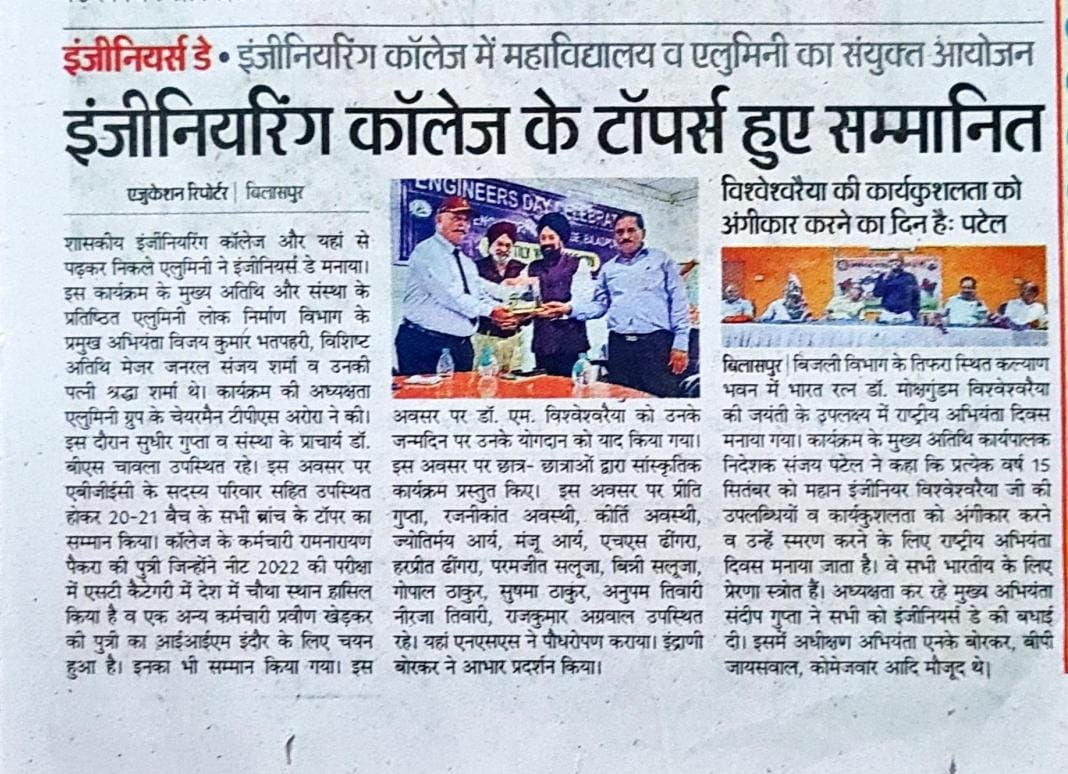 इंजीनियर्स डे • इंजीनियरिंग कॉलेज में महाविद्यालय व एलुमिनी का संयुक्त आयोजन
इंजीनियरिंग कॉलेज के टॉपर्स हुए सम्मानित
एजुकेशन रिपोर्टर | बिलासपुर
शासकीय इंजीनियरिंग कॉलेज और यहां से
पढ़कर निकले एलुमिनी ने इंजीनियर्स डे मनाया।
इस कार्यक्रम के मुख्य अतिथि और संस्था के
प्रतिष्ठित एलुमिनी लोक निर्माण विभाग के
प्रमुख अभियंता विजय कुमार भतपहरी, विशिष्ट
अतिथि मेजर जनरल संजय शर्मा व उनकी
पत्नी श्रद्धा शर्मा थे। कार्यक्रम की अध्यक्षता
एलुमिनी ग्रुप के चेयरमैन टीपीएस अरोरा ने की।
इस दौरान सुधीर गुप्ता व संस्था के प्राचार्य डॉ.
बीएस चावला उपस्थित रहे। इस अवसर पर
एबीजीईसी के सदस्य परिवार सहित उपस्थित
होकर 20-21 बैच के सभी ब्रांच के टॉपर का
सम्मान किया। कॉलेज के कर्मचारी रामनारायण
पैकरा की पुत्री जिन्होंने नीट 2022 की परीक्षा
में एसटी कैटेगरी में देश में चौथा स्थान हासिल
किया है व एक अन्य कर्मचारी प्रवीण खेड़कर
की पुत्री का आईआईएम इंदौर के लिए चयन
हुआ है। इनका भी सम्मान किया गया। इस
ENGINEERS DAY CELEBRAT
अवसर पर डॉ. एम. विश्वेश्वरैया को उनके
जन्मदिन पर उनके योगदान को याद किया गया।
इस अवसर पर छात्र- छात्राओं द्वारा सांस्कृतिक
कार्यक्रम प्रस्तुत किए। इस अवसर पर प्रीति
गुप्ता, रजनीकांत अवस्थी, कीर्ति अवस्थी,
ज्योतिर्मय आर्य, मंजू आर्य, एचएस ढींगरा,
हरप्रीत ढींगरा, परमजीत सलूजा, बिन्नी सलूजा,
गोपाल ठाकुर, सुषमा ठाकुर, अनुपम तिवारी
नीरजा तिवारी, राजकुमार अग्रवाल उपस्थित
रहे। यहां एनएसएस ने पौधरोपण कराया। इंद्राणी
बोरकर ने आभार प्रदर्शन किया।
विश्वेश्वरैया की कार्यकुशलता को
अंगीकार करने का दिन है: पटेल
बिलासपुर | बिजली विभाग के तिफरा स्थित कल्याण
भवन में भारत रत्न डॉ. मोक्षगुंडम विश्वेश्वरैया
की जयंती के उपलक्ष्य में राष्ट्रीय अभियंता दिवस
मनाया गया। कार्यक्रम के मुख्य अतिथि कार्यपालक
निदेशक संजय पटेल ने कहा कि प्रत्येक वर्ष 15
सितंबर को महान इंजीनियर विश्वेश्वरैया जी की
उपलब्धियों व कार्यकुशलता को अंगीकार करने
व उन्हें स्मरण करने के लिए राष्ट्रीय अभियंता
दिवस मनाया जाता है। वे सभी भारतीय के लिए
प्रेरणा स्त्रोत हैं। अध्यक्षता कर रहे मुख्य अभियंता
संदीप गुप्ता ने सभी को इंजीनियर्स डे की बधाई
दी। इसमें अधीक्षण अभियंता एनके बोरकर, बीपी
जायसवाल, कोमेजवार आदि मौजूद थे|